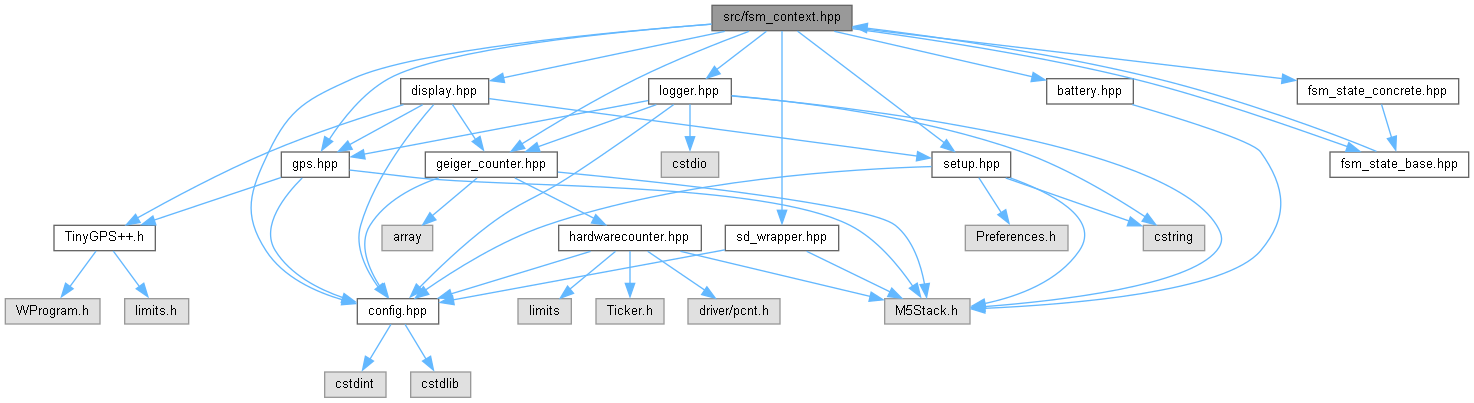 src/fsm_context.hpp
display.hpp
logger.hpp
battery.hpp
fsm_state_concrete.hpp
gps.hpp
geiger_counter.hpp
cstdio
setup.hpp
fsm_state_base.hpp
TinyGPS++.h
array
hardwarecounter.hpp
sd_wrapper.hpp
Preferences.h
cstring
WProgram.h
limits.h
config.hpp
limits
Ticker.h
driver/pcnt.h
M5Stack.h
cstdint
cstdlib